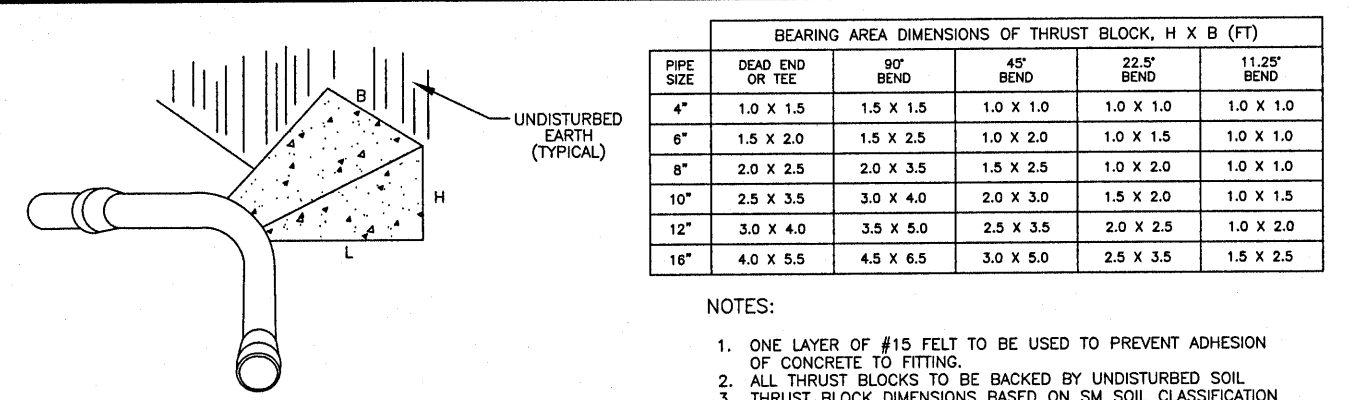 B
UNDISTURBED
EARTH
(TYPICAL)
H
L
BEARING AREA DIMENSIONS OF THRUST BLOCK, H X B (FT)
PIPE SIZE DEAD END OR TEE 90° BEND 45° BEND 22.5° BEND 11.25° BEND
4" 1.0 X 1.5 1.5 X 1.5 1.0 X 1.0 1.0 X 1.0 1.0 X 1.0
6" 1.5 X 2.0 1.5 X 2.5 1.0 X 2.0 1.0 X 1.5 1.0 X 1.0
8" 2.0 X 2.5 2.0 X 3.5 1.5 X 2.5 1.0 X 2.0 1.0 X 1.0
10" 2.5 X 3.5 3.0 X 4.0 2.0 X 3.0 1.5 X 2.0 1.0 X 1.5
12" 3.0 X 4.0 3.5 X 5.0 2.5 X 3.5 2.0 X 2.5 1.0 X 2.0
16" 4.0 X 5.5 4.5 X 6.5 3.0 X 5.0 2.5 X 3.5 1.5 X 2.5
NOTES:
1. ONE LAYER OF #15 FELT TO BE USED TO PREVENT ADHESION
OF CONCRETE TO FITTING.
2. ALL THRUST BLOCKS TO BE BACKED BY UNDISTURBED SOIL
3. THRUST BLOCK DIMENSIONS BASED ON SM SOIL CLASSIFICATION